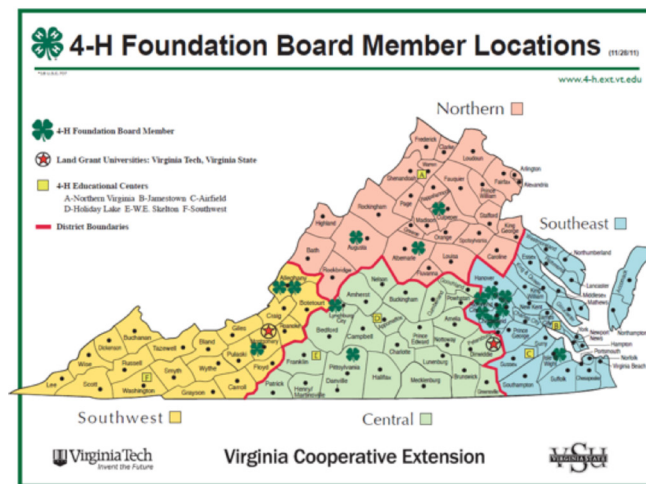 4-H Foundation Board Member Locations (11/28/11)
www.4-h.ext.vt.edu
Northern
4-H Foundation Board Member
Land Grant Universities: Virginia Tech, Virginia State
4-H Educational Centers
A-Northern Virginia B-Jamestown C-Airfield
D-Holiday Lake E-W.E. Skelton F-Southwest
District Boundaries
Southeast
Frederick
Clarke
Loudoun
Warren
Arlington
Shenandoah
Fauquier
Fairfax
Alexandria
A
Prince William
Page
Rockingham
Culpeper
Madison
Stafford
Highland
Orange
King George
Augusta
Spotsylvania
Northumberland
Bath
Albemarle
Louisa
Caroline
Essex
Rockbridge
Fluvanna
Hanover
Lancaster
Alleghany
Nelson
Middlesex
Amherst
Buckingham
Powhatan
Mathews
Botetourt
Craig
Lynchburg City
Amelia
Northampton
Buchanan
Giles
Roanoke
Bedford
D
Prince Edward
Prince George
B
Newport News
Dickenson
Tazewell
Bland
Montgomery
Campbell
Nottoway
Surry
Hampton
Wise
Russell
Pulaski
Franklin
E
Charlotte
Dinwiddie
Sussex
C
Portsmouth
Smyth
Wythe
Floyd
Pittsylvania
Lunenburg
Norfolk
Lee
Scott
F
Washington
Grayson
Carroll
Patrick
Henry/
Martinsville
Danville
Halifax
Mecklenburg
Brunswick
Greensville
Southampton
Suffolk
Chesapeake
Virginia Beach
Southwest
Central
VirginiaTech
Invent the Future
Virginia Cooperative Extension
VSU
VIRGINIA STATE